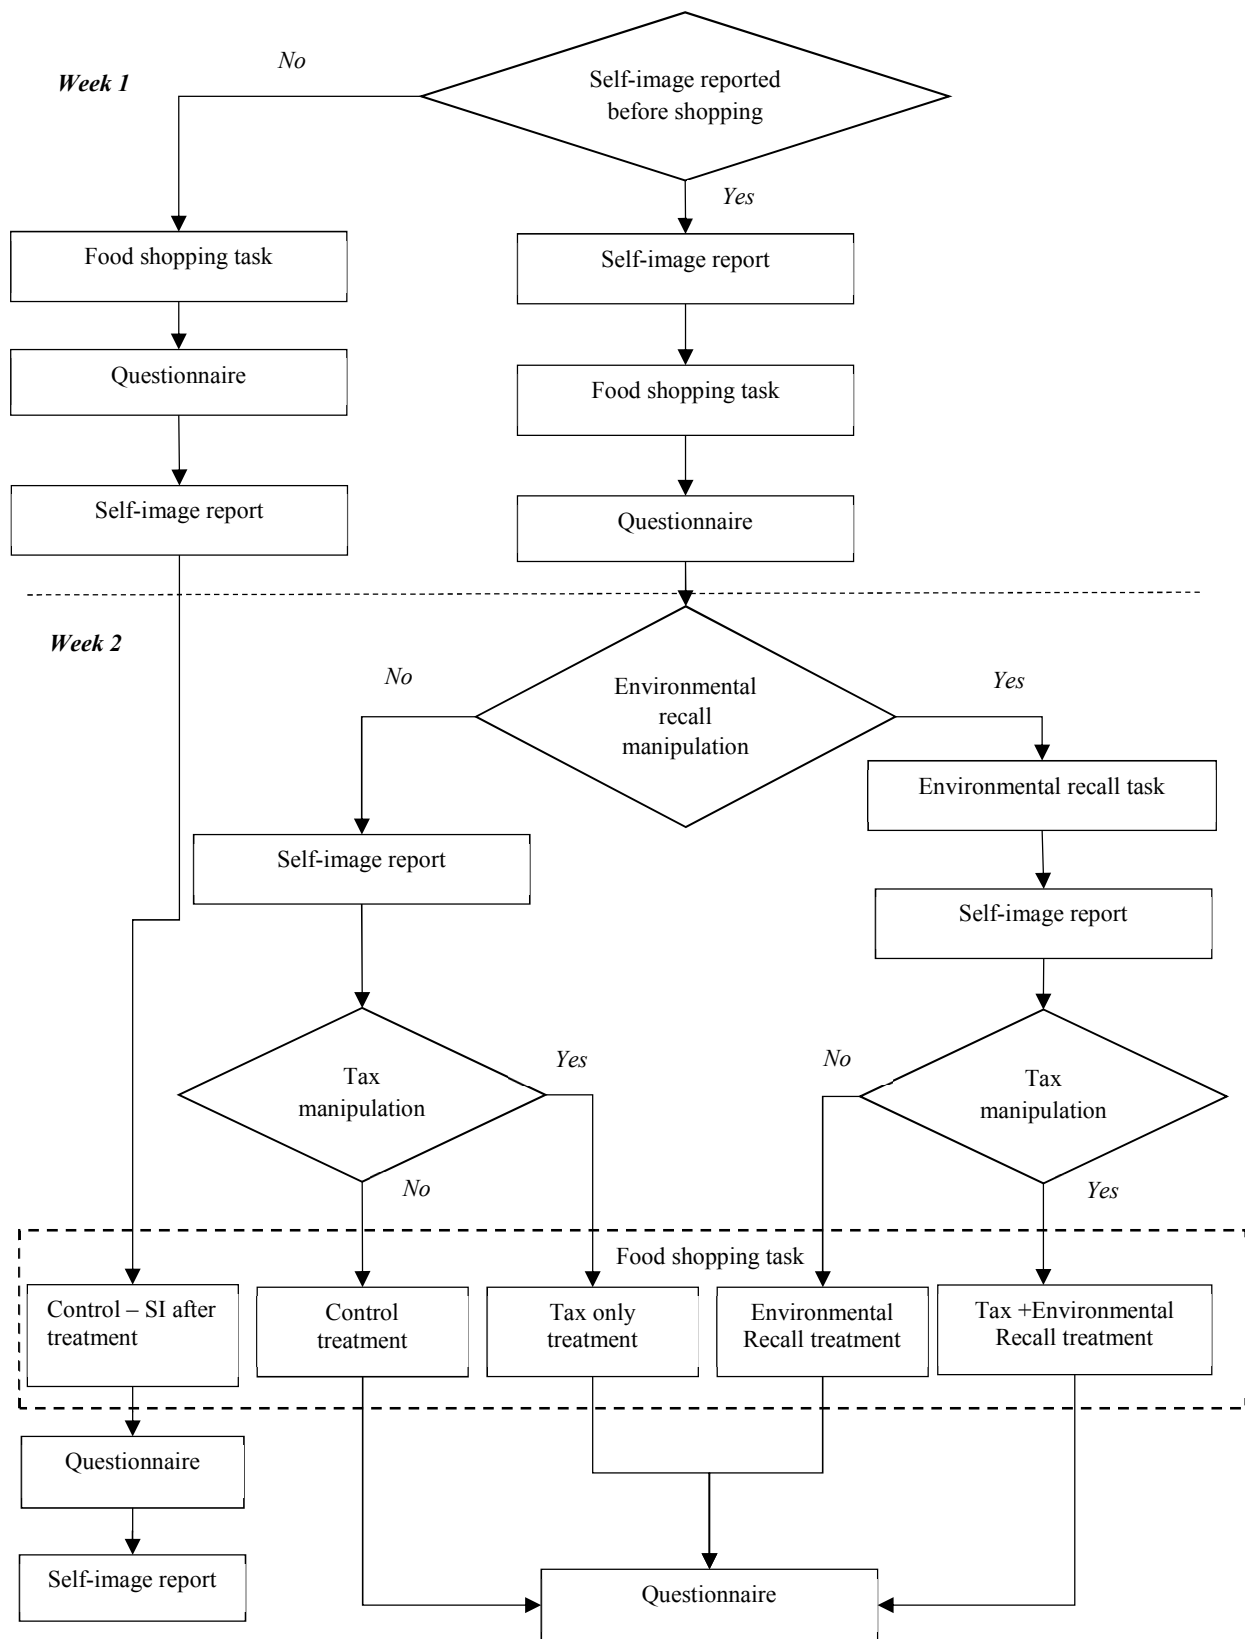 No
Week 1
Self-image reported
before shopping
Yes
Food shopping task
Self-image report
Questionnaire
Food shopping task
Self-image report
Questionnaire
Week 2
No
Environmental
recall
manipulation
Yes
Environmental recall task
Self-image report
Self-image report
Tax
manipulation
Yes
No
Tax
manipulation
No
Yes
Food shopping task
Control – SI after
treatment
Control
treatment
Tax only
treatment
Environmental
Recall treatment
Tax +Environmental
Recall treatment
Questionnaire
Self-image report
Questionnaire